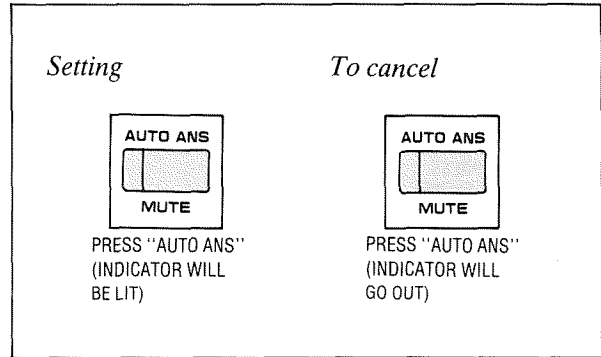 Setting
AUTO ANS
MUTE
PRESS "AUTO ANS"
(INDICATOR WILL
BE LIT)
To cancel
AUTO ANS
MUTE
PRESS "AUTO ANS"
(INDICATOR WILL
GO OUT)